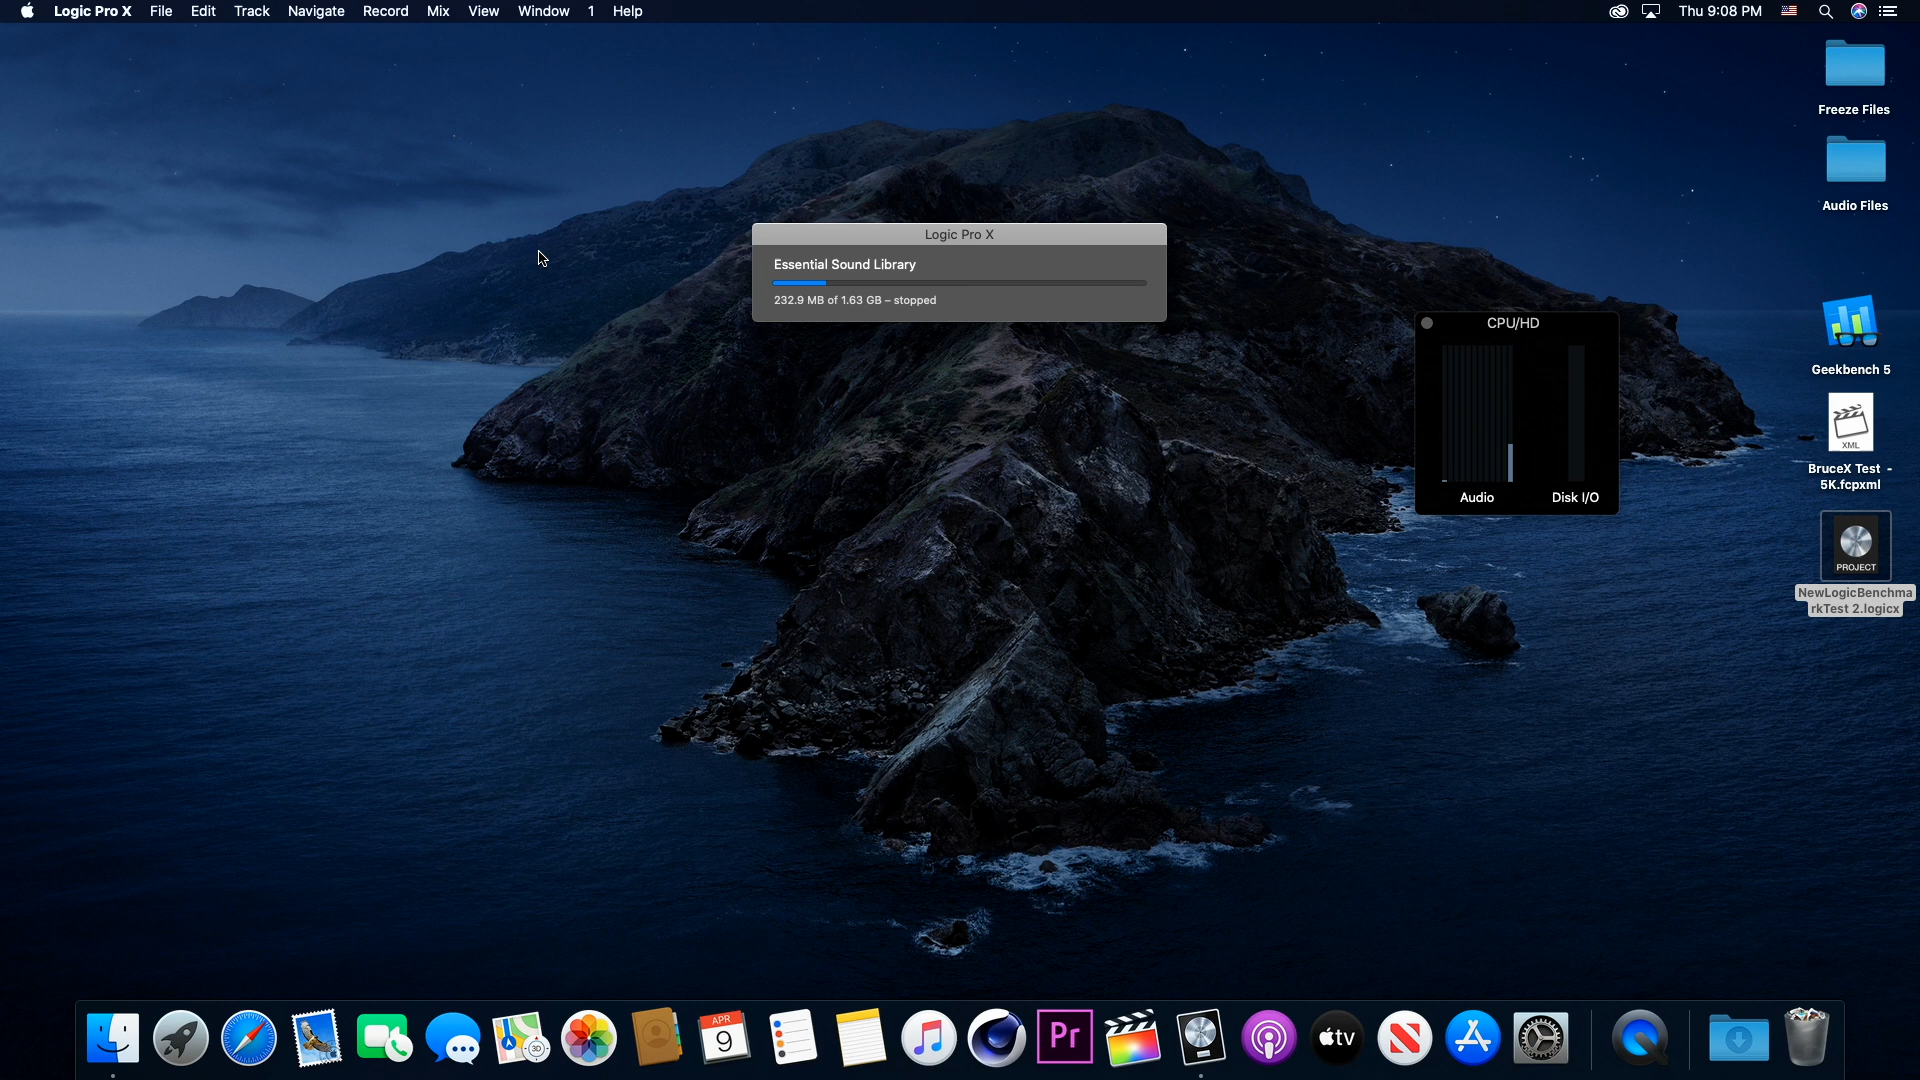 Logic Pro X File Edit Track Navigate Record Mix View Window 1 Help
Thu 9:08 PM
Freeze Files
Audio Files
Logic Pro X
Essential Sound Library
232.9 MB of 1.63 GB – stopped
CPU/HD
Audio
Disk I/O
Geekbench 5
XML
BruceX Test -
5K.fcpxml
PROJECT
NewLogicBenchma
rkTest 2.logicx
3D
APR
9
Pr
tv